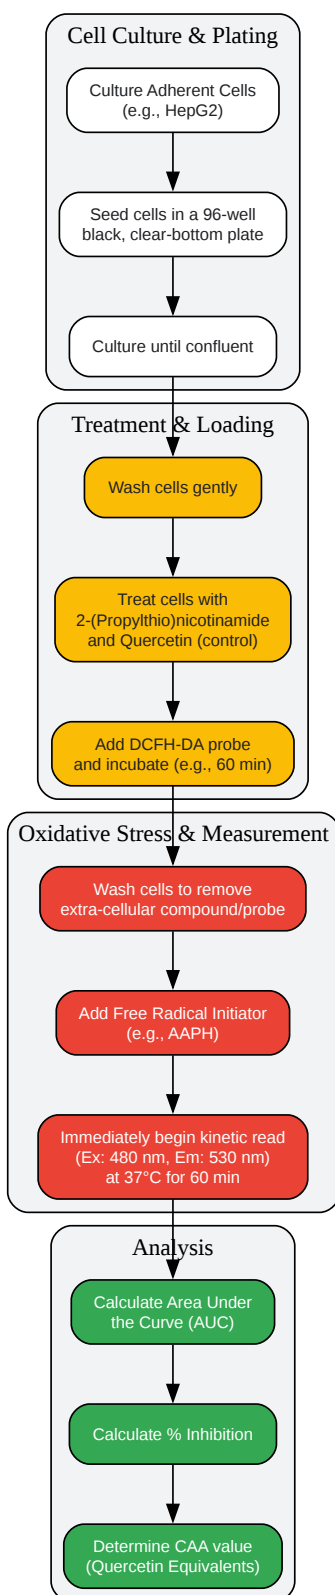 Cell Culture & Plating
Culture Adherent Cells
(e.g., HepG2)
Seed cells in a 96-well
black, clear-bottom plate
Culture until confluent
Treatment & Loading
Wash cells gently
Treat cells with
2-(Propylthio)nicotinamide
and Quercetin (control)
Add DCFH-DA probe
and incubate (e.g., 60 min)
Oxidative Stress & Measurement
Wash cells to remove
extra-cellular compound/probe
Add Free Radical Initiator
(e.g., AAPH)
Immediately begin kinetic read
(Ex: 480 nm, Em: 530 nm)
at 37°C for 60 min
Analysis
Calculate Area Under
the Curve (AUC)
Calculate % Inhibition
Determine CAA value
(Quercetin Equivalents)